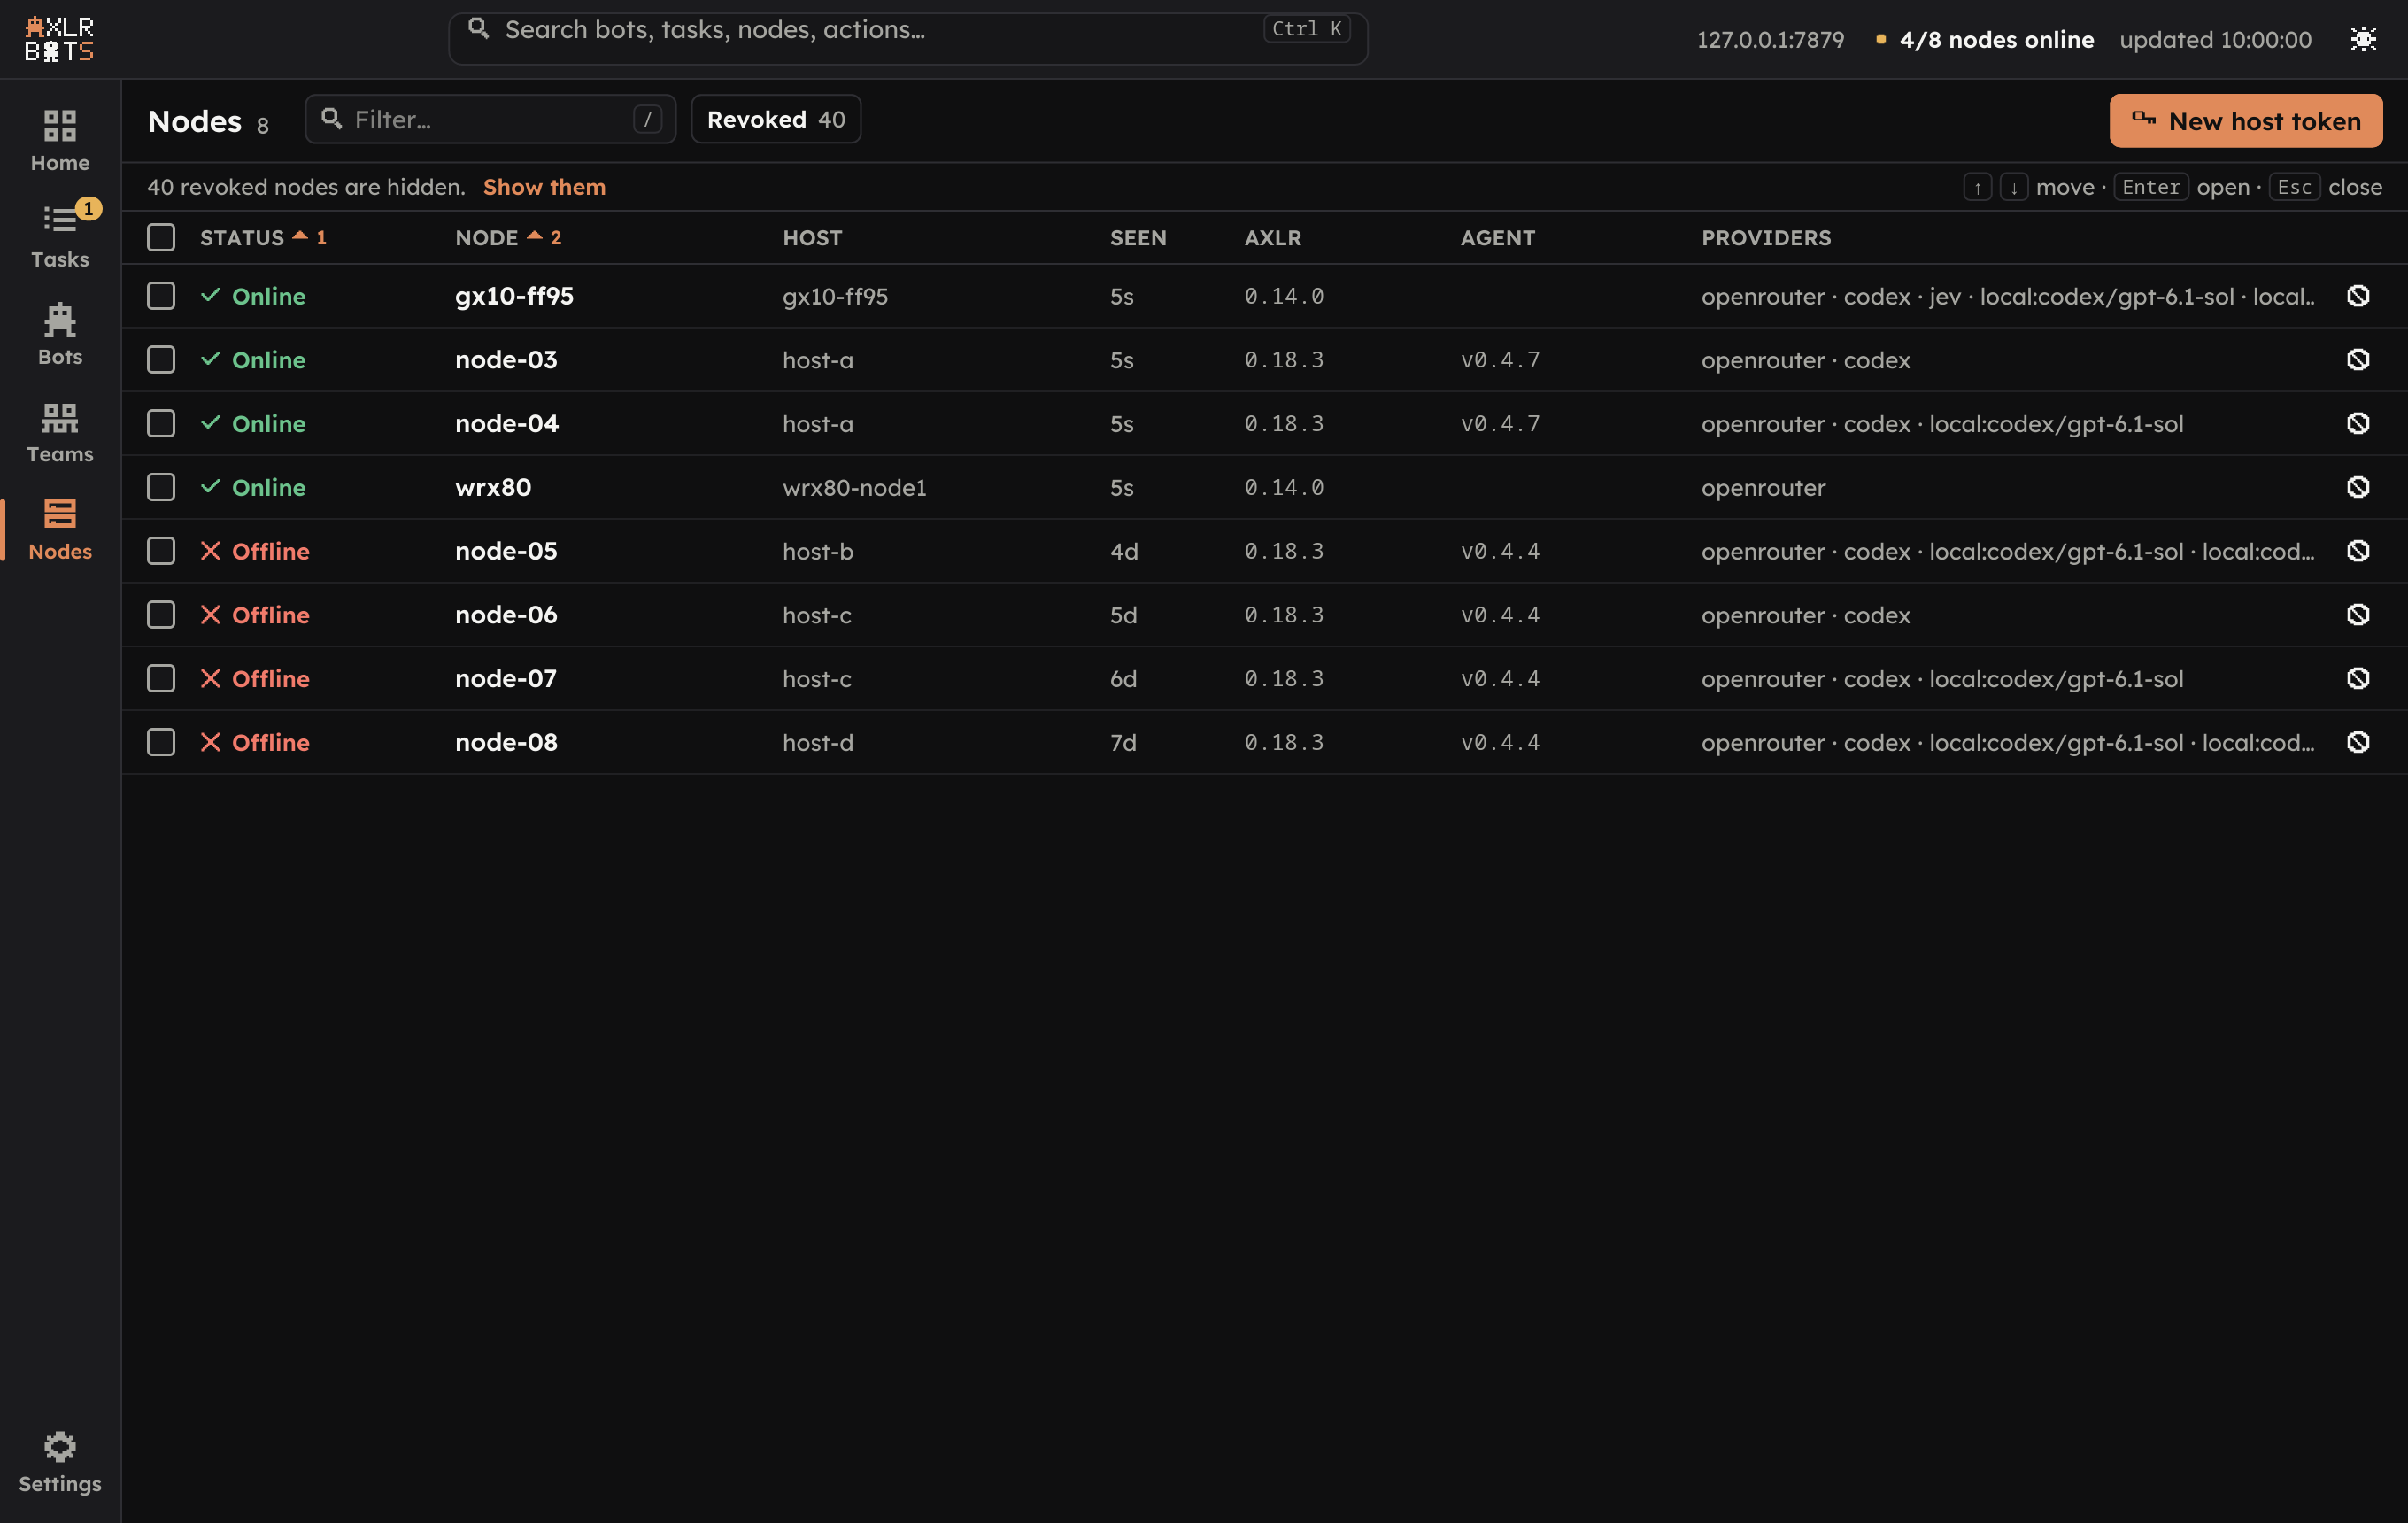 AXLR BOTS
Search bots, tasks, nodes, actions... Ctrl K
127.0.0.1:7879 4/8 nodes online updated 10:00:00
Home
Tasks 1
Bots
Teams
Nodes
Settings
Nodes 8 Filter... / Revoked 40 New host token
40 revoked nodes are hidden. Show them ↑ ↓ move · Enter open · Esc close
STATUS 1 NODE 2 HOST SEEN AXLR AGENT PROVIDERS
Online gx10-ff95 gx10-ff95 5s 0.14.0 openrouter · codex · jev · local:codex/gpt-6.1-sol · local..
Online node-03 host-a 5s 0.18.3 v0.4.7 openrouter · codex
Online node-04 host-a 5s 0.18.3 v0.4.7 openrouter · codex · local:codex/gpt-6.1-sol
Online wrx80 wrx80-node1 5s 0.14.0 openrouter
Offline node-05 host-b 4d 0.18.3 v0.4.4 openrouter · codex · local:codex/gpt-6.1-sol · local:cod...
Offline node-06 host-c 5d 0.18.3 v0.4.4 openrouter · codex
Offline node-07 host-c 6d 0.18.3 v0.4.4 openrouter · codex · local:codex/gpt-6.1-sol
Offline node-08 host-d 7d 0.18.3 v0.4.4 openrouter · codex · local:codex/gpt-6.1-sol · local:cod...